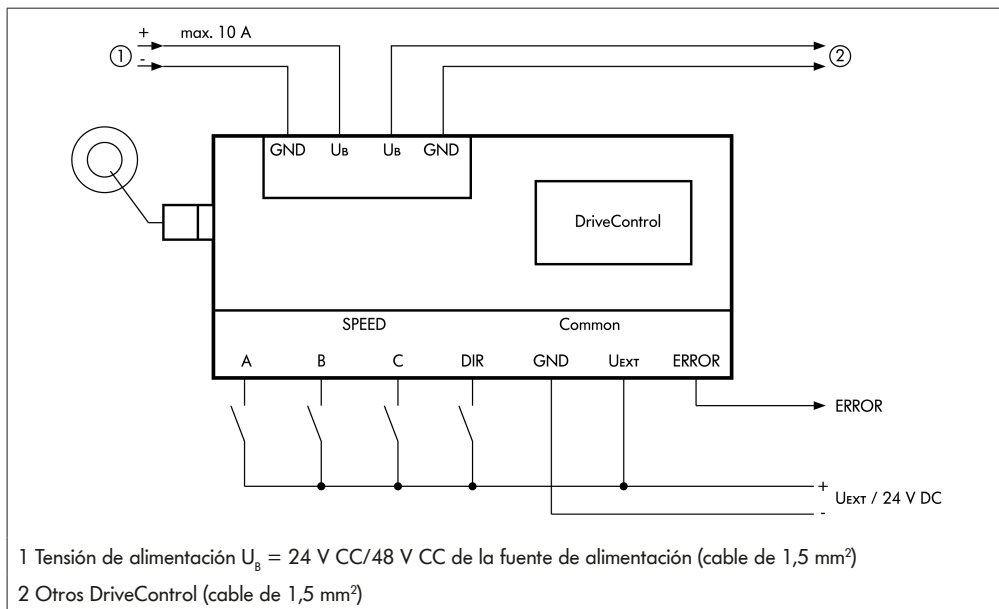 + max. 10 A
1 - 2
GND UB UB GND
DriveControl
SPEED Common
A B C DIR GND UEXT ERROR
ERROR
+
UEXT / 24 V DC
-
1 Tensión de alimentación UB = 24 V CC/48 V CC de la fuente de alimentación (cable de 1,5 mm²)
2 Otros DriveControl (cable de 1,5 mm²)